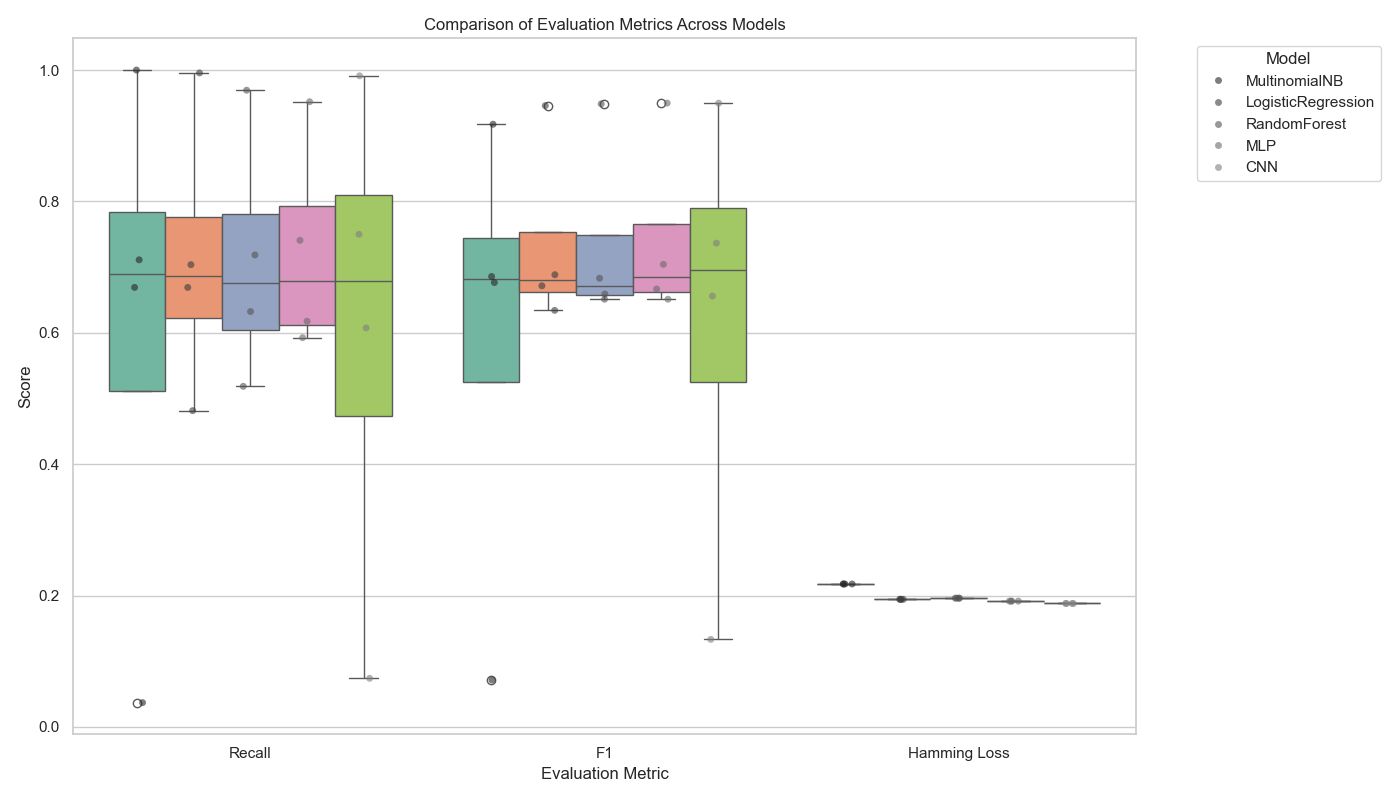 Comparison of Evaluation Metrics Across Models
Model
MultinomialNB
LogisticRegression
RandomForest
MLP
CNN
Score
1.0
0.8
0.6
0.4
0.2
0.0
Recall
F1
Hamming Loss
Evaluation Metric